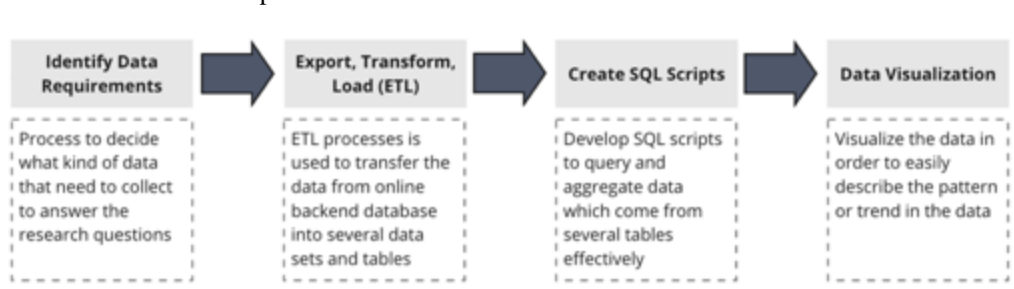 Identify Data
Requirements
Export, Transform,
Load (ETL)
Create SQL Scripts
Data Visualization
Process to decide
what kind of data
that need to collect
to answer the
research questions
ETL processes is
used to transfer the
data from online
backend database
into several data
sets and tables
Develop SQL scripts
to query and
aggregate data
which come from
several tables
effectively
Visualize the data in
order to easily
describe the pattern
or trend in the data